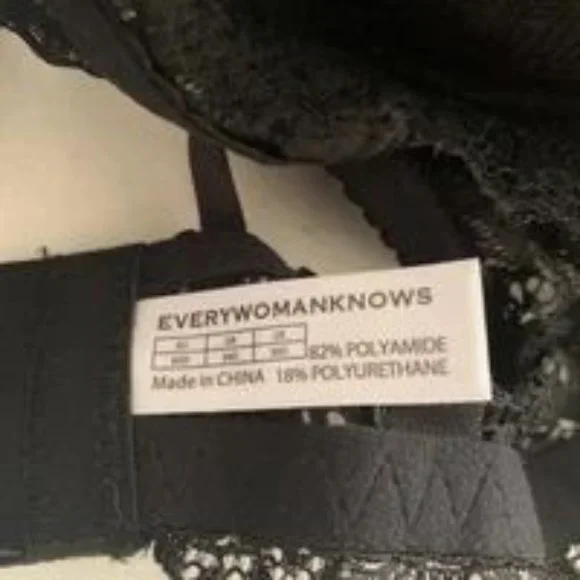 EVERYWOMANKNOWS
82% POLYAMIDE
Made in CHINA 18% POLYURETHANE